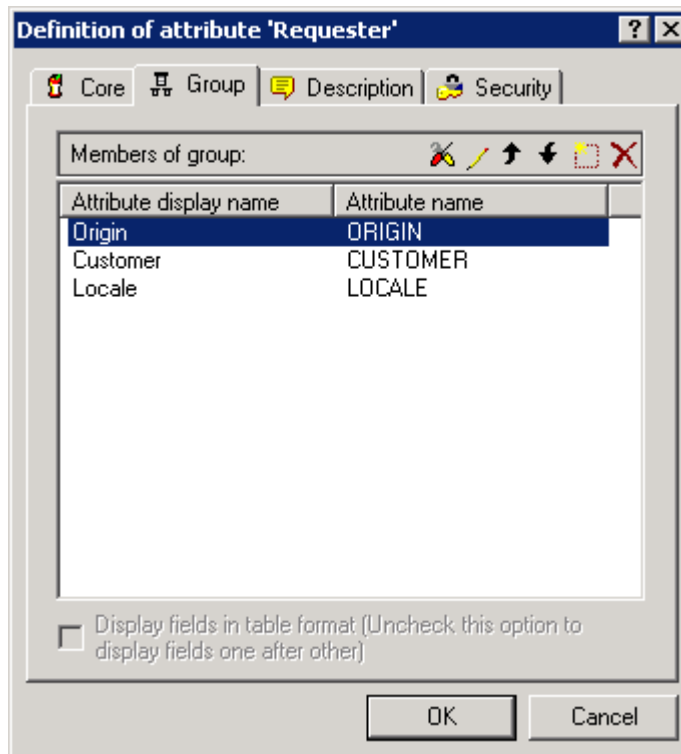 Definition of attribute 'Requester'
Core Group Description Security
Members of group:
Attribute display name Attribute name
Origin ORIGIN
Customer CUSTOMER
Locale LOCALE
Display fields in table format (Uncheck this option to
display fields one after other)
OK Cancel